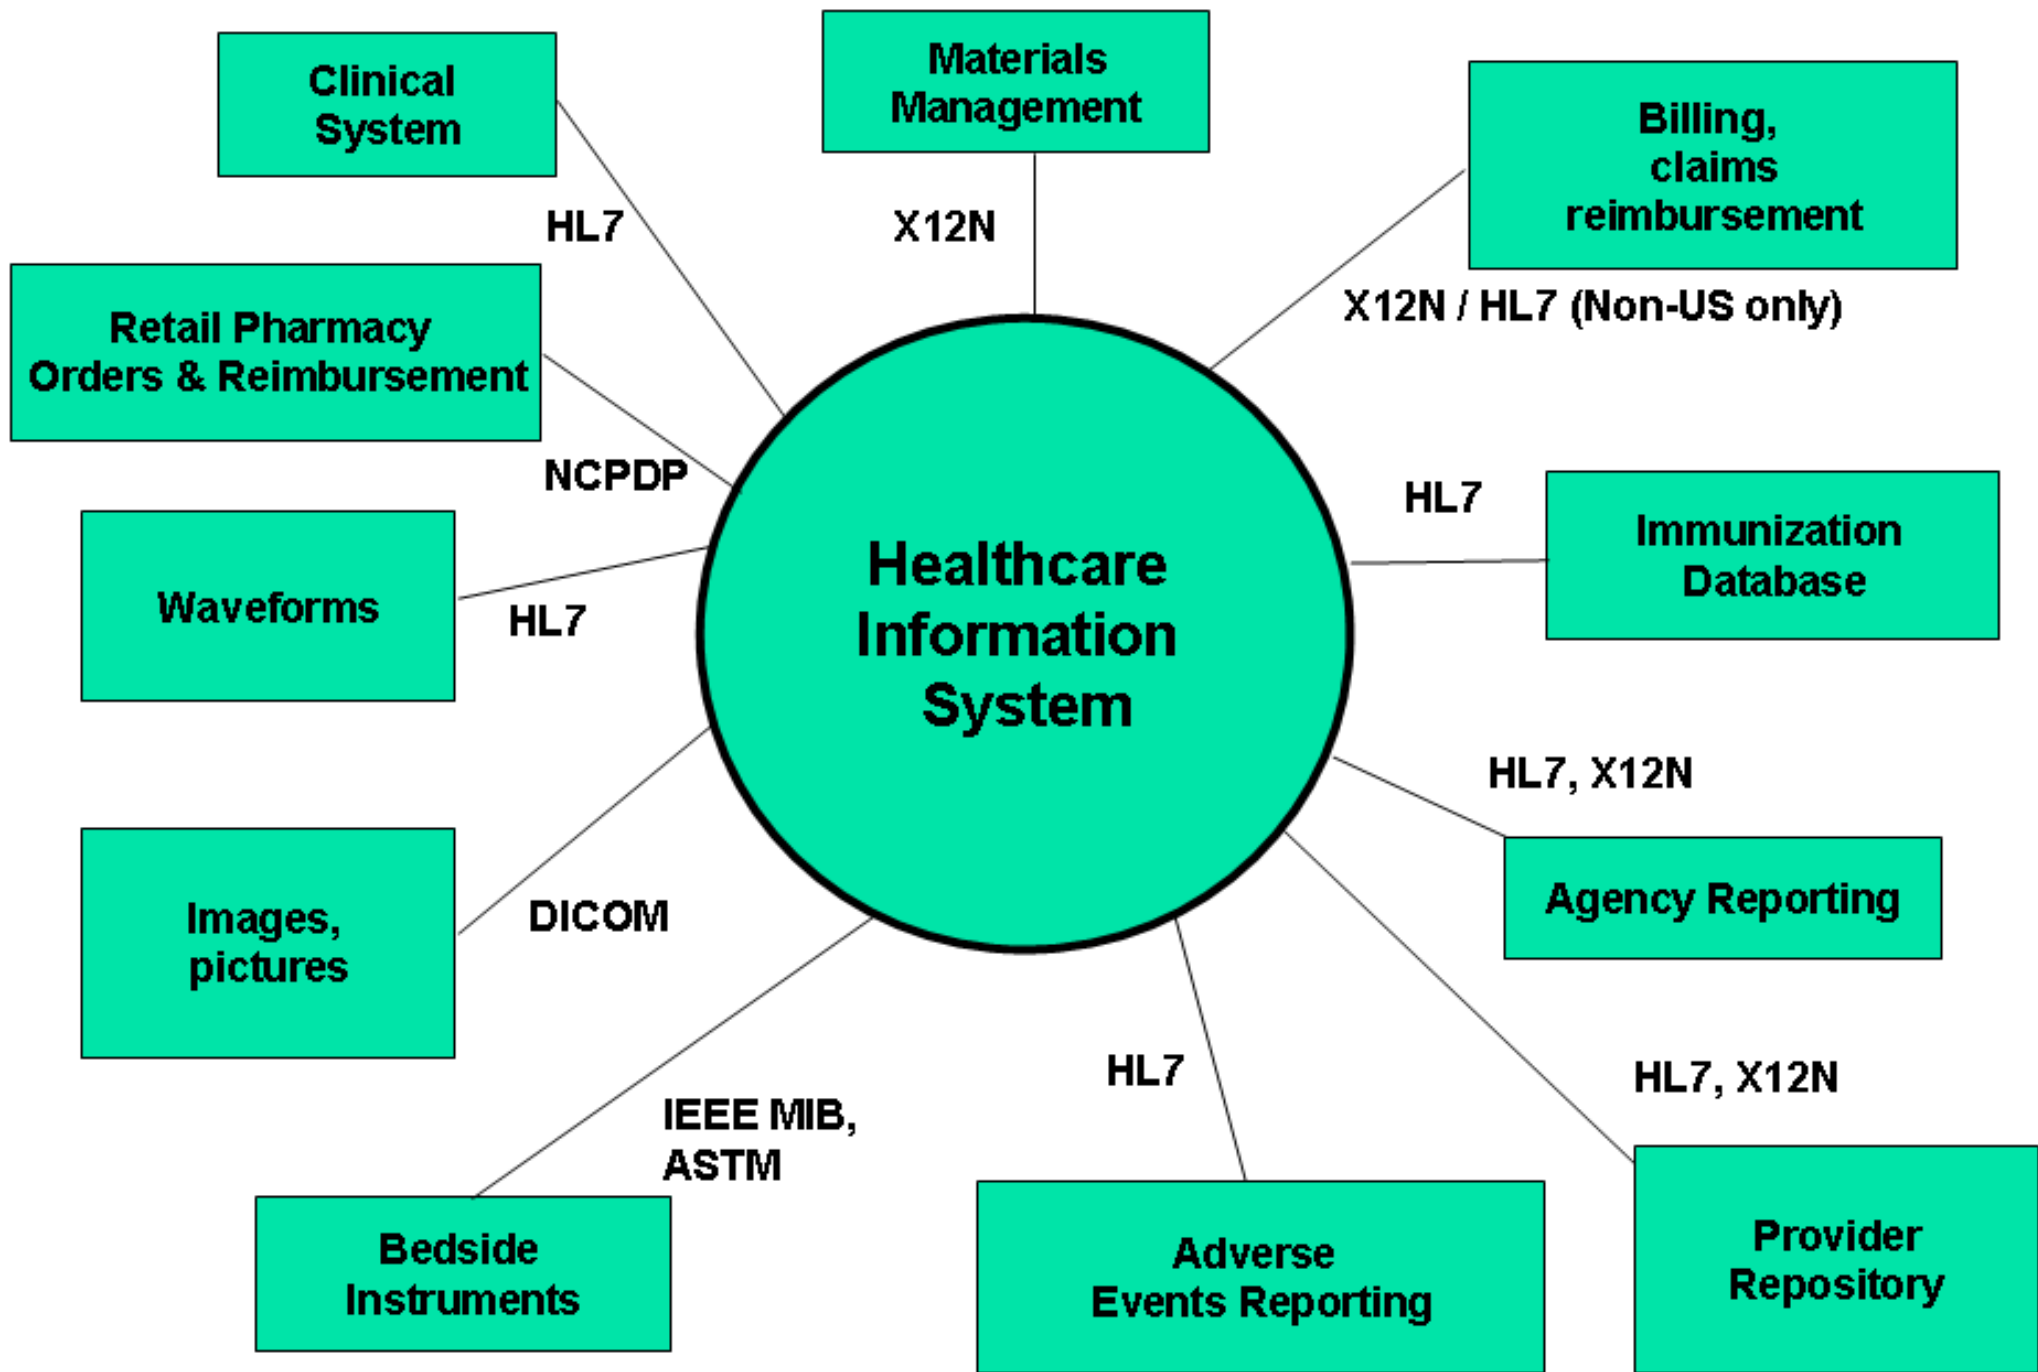 Clinical
System
Materials
Management
Billing,
claims
reimbursement
HL7
X12N
X12N / HL7 (Non-US only)
Retail Pharmacy
Orders & Reimbursement
NCPDP
HL7
Immunization
Database
Waveforms
HL7
Healthcare
Information
System
HL7, X12N
Agency Reporting
Images,
pictures
DICOM
HL7
HL7, X12N
IEEE MIB,
ASTM
Bedside
Instruments
Adverse
Events Reporting
Provider
Repository